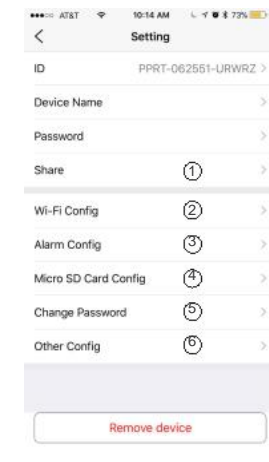 AT&T 10:14 AM 73%
Setting
ID PPRT-062551-URWRZ
Device Name
Password
Share ①
Wi-Fi Config ②
Alarm Config ③
Micro SD Card Config ④
Change Password ⑤
Other Config ⑥
Remove device